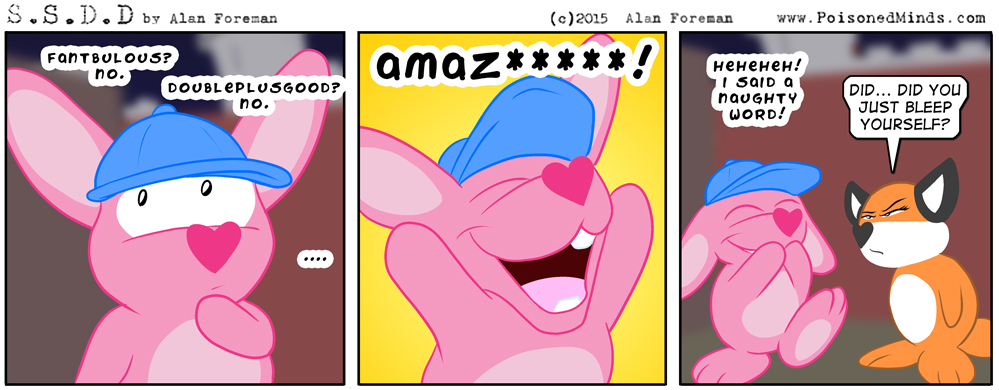 S.S.D.D by Alan Foreman (c)2015 Alan Foreman www.PoisonedMinds.com
FANTBULOUS?
NO.
DOUBLEPLUSGOOD?
NO.
....
AMAZ*****!
HEHEHEH!
I SAID A
NAUGHTY
WORD!
DID... DID YOU
JUST BLEEP
YOURSELF?